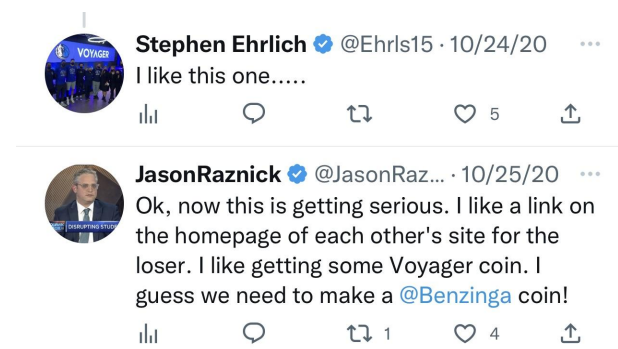 VOYAGER
Stephen Ehrlich @Ehrls15 · 10/24/20 ...
I like this one.....
5
JasonRaznick @JasonRaz... · 10/25/20 ...
DISRUPTING STUD
Ok, now this is getting serious. I like a link on
the homepage of each other's site for the
loser. I like getting some Voyager coin. I
guess we need to make a @Benzinga coin!
1 4